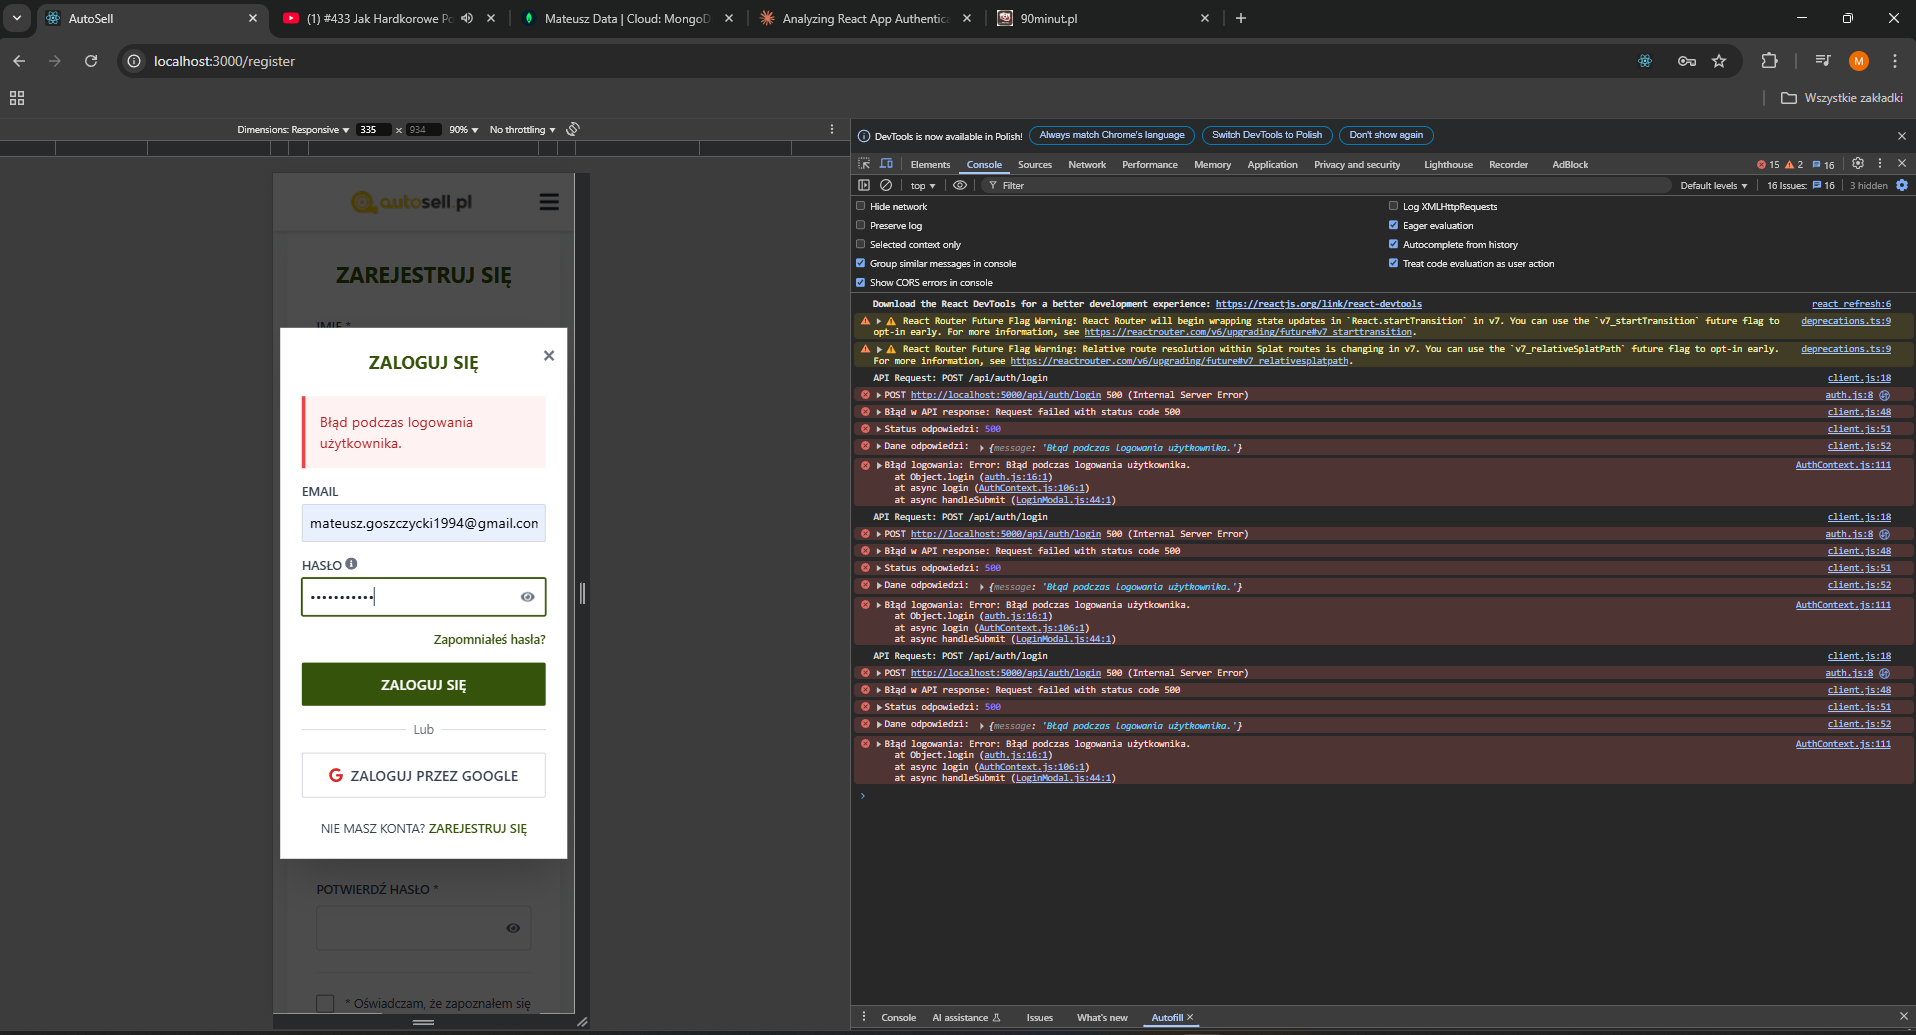 AutoSell
(1) #433 Jak Hardkorowe Po
Mateusz Data | Cloud: MongoD
Analyzing React App Authentica
90minut.pl
localhost:3000/register
M
Wszystkie zakładki
Dimensions: Responsive 335 × 934 90% No throttling
DevTools is now available in Polish! Always match Chrome's language Switch DevTools to Polish Don't show again
Elements Console Sources Network Performance Memory Application Privacy and security Lighthouse Recorder AdBlock 15 2 16
top Filter Default levels 16 Issues: 16 3 hidden
Hide network
Log XMLHttpRequests
Preserve log
Eager evaluation
Selected context only
Autocomplete from history
Group similar messages in console
Treat code evaluation as user action
Show CORS errors in console
autosell.pl
ZAREJESTRUJ SIĘ
IMIĘ *
ZALOGUJ SIĘ
Błąd podczas logowania
użytkownika.
EMAIL
mateusz.goszczycki1994@gmail.com
HASŁO
•••••••••••
Zapomniałeś hasła?
ZALOGUJ SIĘ
Lub
ZALOGUJ PRZEZ GOOGLE
NIE MASZ KONTA? ZAREJESTRUJ SIĘ
POTWIERDŹ HASŁO *
* Oświadczam, że zapoznałem się
Download the React DevTools for a better development experience: https://reactjs.org/link/react-devtools react refresh:6
React Router Future Flag Warning: React Router will begin wrapping state updates in `React.startTransition` in v7. You can use the `v7_startTransition` future flag to deprecations.ts:9
opt-in early. For more information, see https://reactrouter.com/v6/upgrading/future#v7_starttransition.
React Router Future Flag Warning: Relative route resolution within Splat routes is changing in v7. You can use the `v7_relativeSplatPath` future flag to opt-in early. deprecations.ts:9
For more information, see https://reactrouter.com/v6/upgrading/future#v7_relativesplatpath.
API Request: POST /api/auth/login client.js:18
POST http://localhost:5000/api/auth/login 500 (Internal Server Error) auth.js:8
Błąd w API response: Request failed with status code 500 client.js:48
Status odpowiedzi: 500 client.js:51
Dane odpowiedzi: {message: 'Błąd podczas logowania użytkownika.'} client.js:52
Błąd logowania: Error: Błąd podczas logowania użytkownika. AuthContext.js:111
at Object.login (auth.js:16:1)
at async login (AuthContext.js:106:1)
at async handleSubmit (LoginModal.js:44:1)
API Request: POST /api/auth/login client.js:18
POST http://localhost:5000/api/auth/login 500 (Internal Server Error) auth.js:8
Błąd w API response: Request failed with status code 500 client.js:48
Status odpowiedzi: 500 client.js:51
Dane odpowiedzi: {message: 'Błąd podczas logowania użytkownika.'} client.js:52
Błąd logowania: Error: Błąd podczas logowania użytkownika. AuthContext.js:111
at Object.login (auth.js:16:1)
at async login (AuthContext.js:106:1)
at async handleSubmit (LoginModal.js:44:1)
API Request: POST /api/auth/login client.js:18
POST http://localhost:5000/api/auth/login 500 (Internal Server Error) auth.js:8
Błąd w API response: Request failed with status code 500 client.js:48
Status odpowiedzi: 500 client.js:51
Dane odpowiedzi: {message: 'Błąd podczas logowania użytkownika.'} client.js:52
Błąd logowania: Error: Błąd podczas logowania użytkownika. AuthContext.js:111
at Object.login (auth.js:16:1)
at async login (AuthContext.js:106:1)
at async handleSubmit (LoginModal.js:44:1)
Console AI assistance Issues What's new Autofill